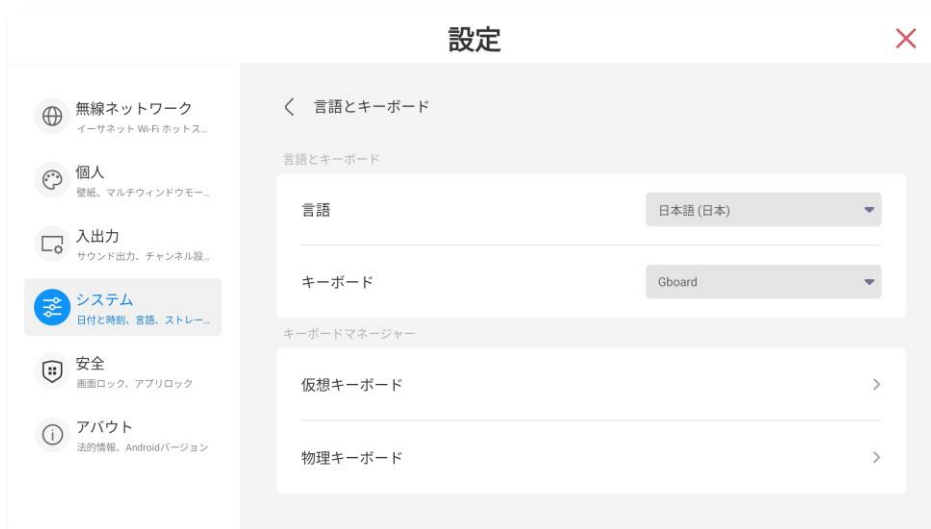 設定
無線ネットワーク
イーサネット Wi-Fi ホットス...
個人
壁紙、マルチウィンドウモー...
入出力
サウンド出力、チャンネル設...
システム
日付と時刻、言語、ストレー...
安全
画面ロック、アプリロック
アバウト
法的情報、Androidバージョン
言語とキーボード
言語とキーボード
言語
日本語 (日本)
キーボード
Gboard
キーボードマネージャー
仮想キーボード
物理キーボード